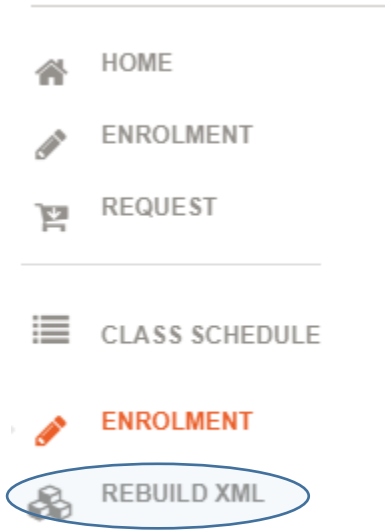 HOME
ENROLMENT
REQUEST
CLASS SCHEDULE
ENROLMENT
REBUILD XML